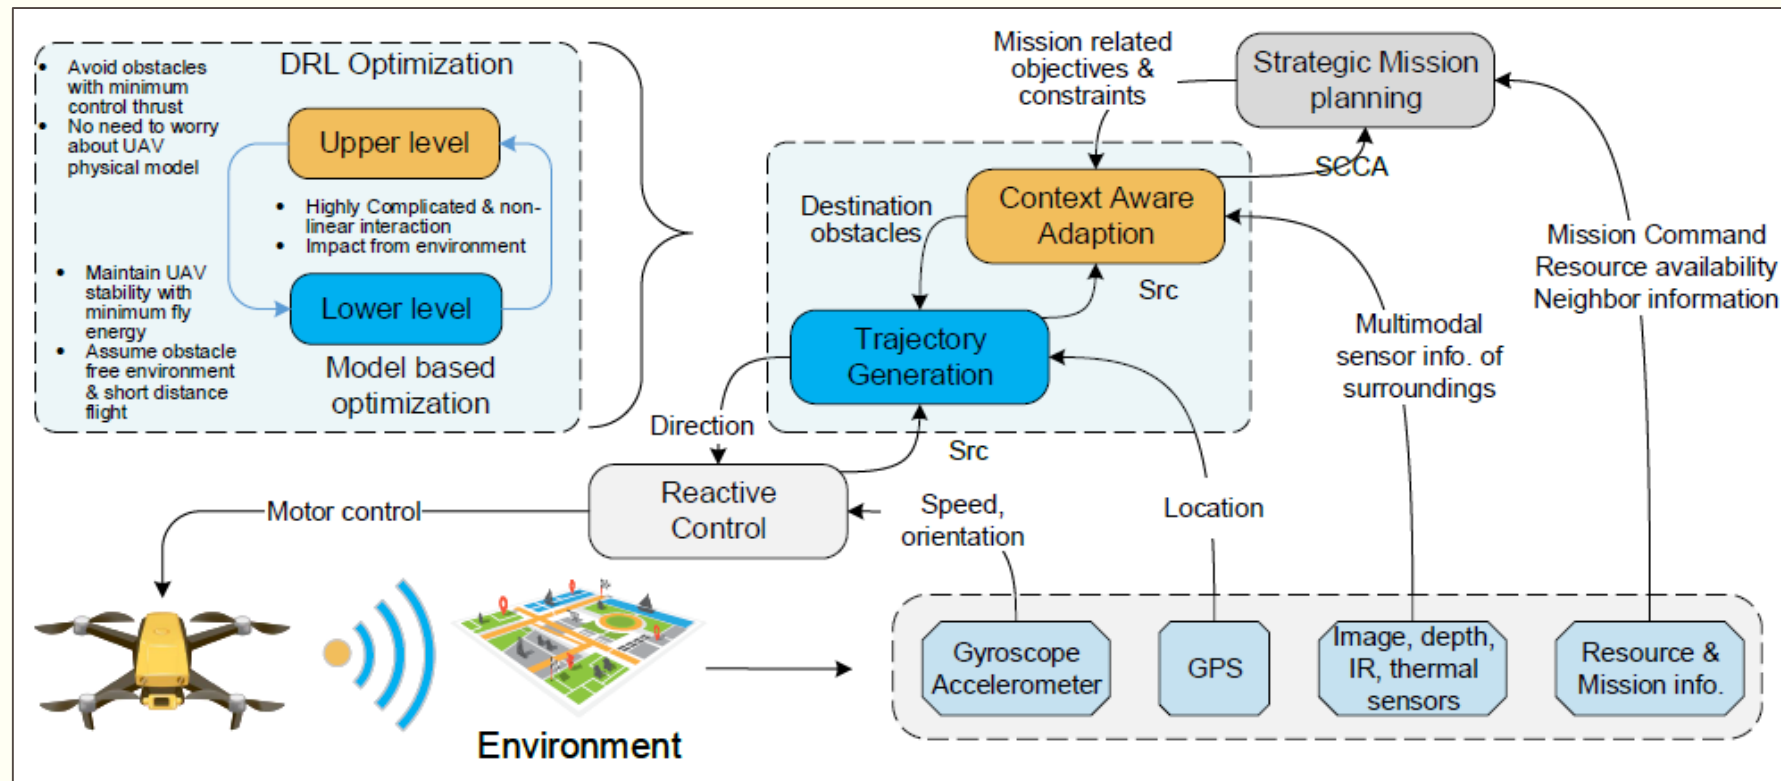 DRL Optimization
Avoid obstacles
with minimum
control thrust
No need to worry
about UAV
physical model
Upper level
Highly Complicated & non-
linear interaction
Impact from environment
Maintain UAV
stability with
minimum fly
energy
Assume obstacle
free environment
& short distance
flight
Lower level
Model based
optimization
Mission related
objectives &
constraints
Strategic Mission
planning
SCCA
Context Aware
Adaption
Destination
obstacles
Src
Trajectory
Generation
Mission Command
Resource availability
Neighbor information
Multimodal
sensor info. of
surroundings
Direction
Src
Reactive
Control
Motor control
Speed,
orientation
Location
Environment
Gyroscope
Accelerometer
GPS
Image, depth,
IR, thermal
sensors
Resource &
Mission info.